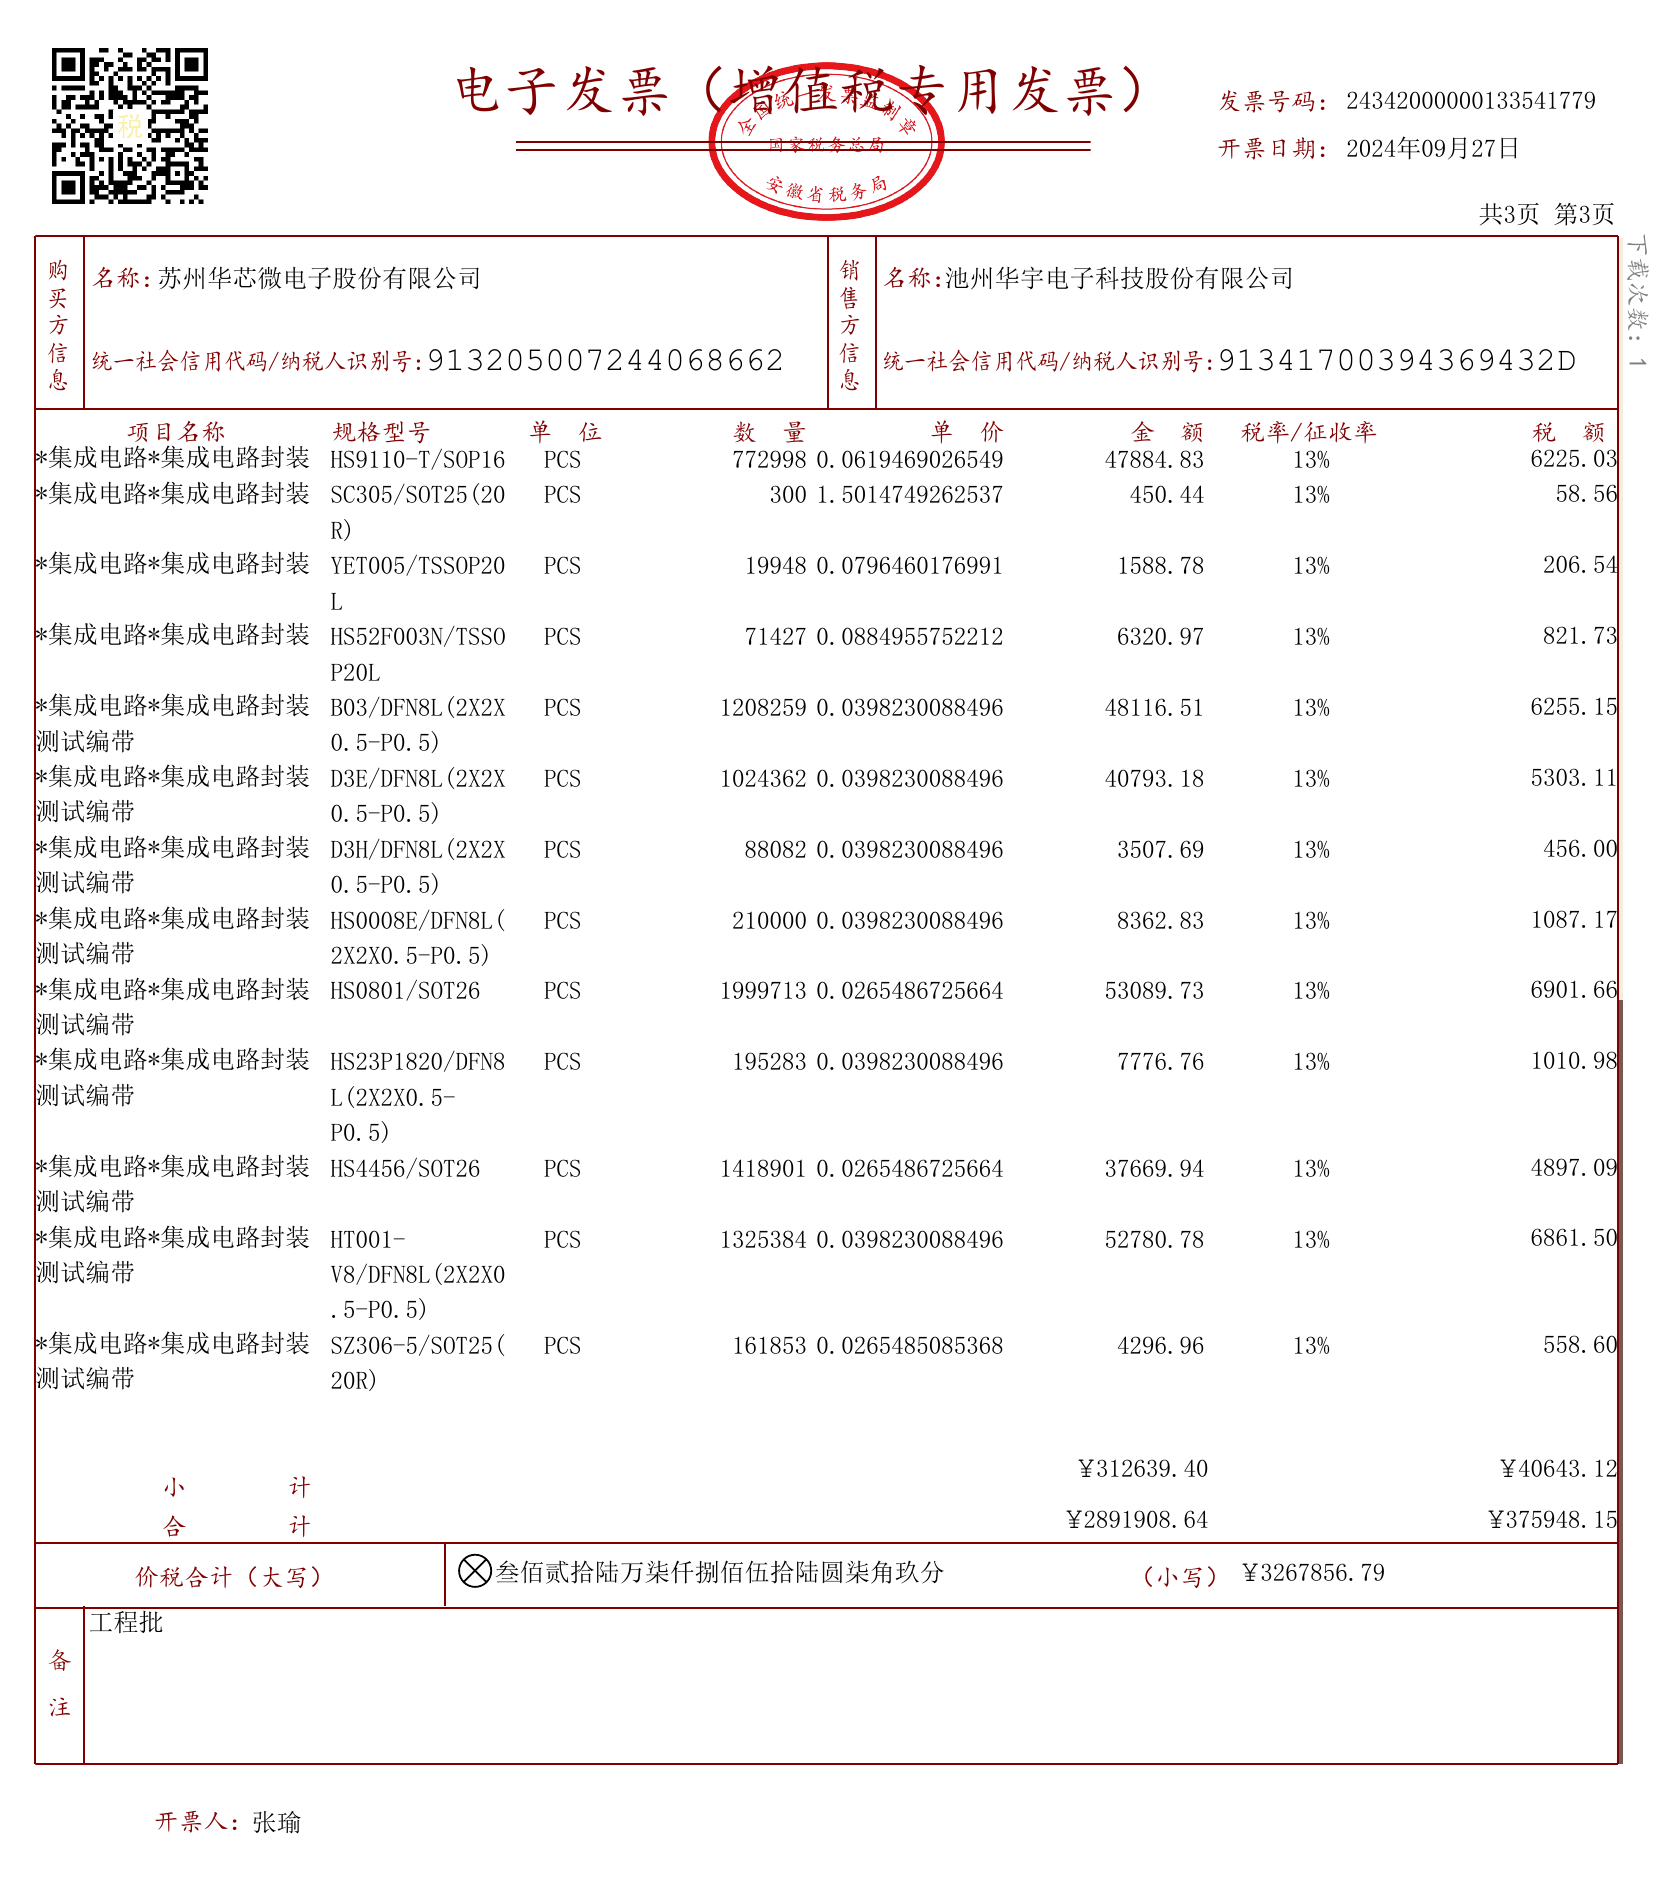 电子发票（增值税专用发票）
全国统一发票监制章
国家税务总局
安徽省税务局
税
发票号码：24342000000133541779
开票日期：2024年09月27日
共3页 第3页
下载次数：1
购买方信息
名称：苏州华芯微电子股份有限公司
统一社会信用代码/纳税人识别号：913205007244068662
销售方信息
名称：池州华宇电子科技股份有限公司
统一社会信用代码/纳税人识别号：91341700394369432D
项目名称 规格型号 单 位 数 量 单 价 金 额 税率/征收率 税 额
*集成电路*集成电路封装 HS9110-T/SOP16 PCS 772998 0.0619469026549 47884.83 13% 6225.03
*集成电路*集成电路封装 SC305/SOT25(20 PCS 300 1.5014749262537 450.44 13% 58.56
R)
*集成电路*集成电路封装 YET005/TSSOP20 PCS 19948 0.0796460176991 1588.78 13% 206.54
L
*集成电路*集成电路封装 HS52F003N/TSSO PCS 71427 0.0884955752212 6320.97 13% 821.73
P20L
*集成电路*集成电路封装 B03/DFN8L(2X2X PCS 1208259 0.0398230088496 48116.51 13% 6255.15
测试编带 0.5-P0.5)
*集成电路*集成电路封装 D3E/DFN8L(2X2X PCS 1024362 0.0398230088496 40793.18 13% 5303.11
测试编带 0.5-P0.5)
*集成电路*集成电路封装 D3H/DFN8L(2X2X PCS 88082 0.0398230088496 3507.69 13% 456.00
测试编带 0.5-P0.5)
*集成电路*集成电路封装 HS0008E/DFN8L( PCS 210000 0.0398230088496 8362.83 13% 1087.17
测试编带 2X2X0.5-P0.5)
*集成电路*集成电路封装 HS0801/SOT26 PCS 1999713 0.0265486725664 53089.73 13% 6901.66
测试编带
*集成电路*集成电路封装 HS23P1820/DFN8 PCS 195283 0.0398230088496 7776.76 13% 1010.98
测试编带 L(2X2X0.5-
P0.5)
*集成电路*集成电路封装 HS4456/SOT26 PCS 1418901 0.0265486725664 37669.94 13% 4897.09
测试编带
*集成电路*集成电路封装 HT001- PCS 1325384 0.0398230088496 52780.78 13% 6861.50
测试编带 V8/DFN8L(2X2X0
.5-P0.5)
*集成电路*集成电路封装 SZ306-5/SOT25( PCS 161853 0.0265485085368 4296.96 13% 558.60
测试编带 20R)
小 计 ¥312639.40 ¥40643.12
合 计 ¥2891908.64 ¥375948.15
价税合计（大写） 叁佰贰拾陆万柒仟捌佰伍拾陆圆柒角玖分 （小写）¥3267856.79
备注
工程批
开票人：张瑜